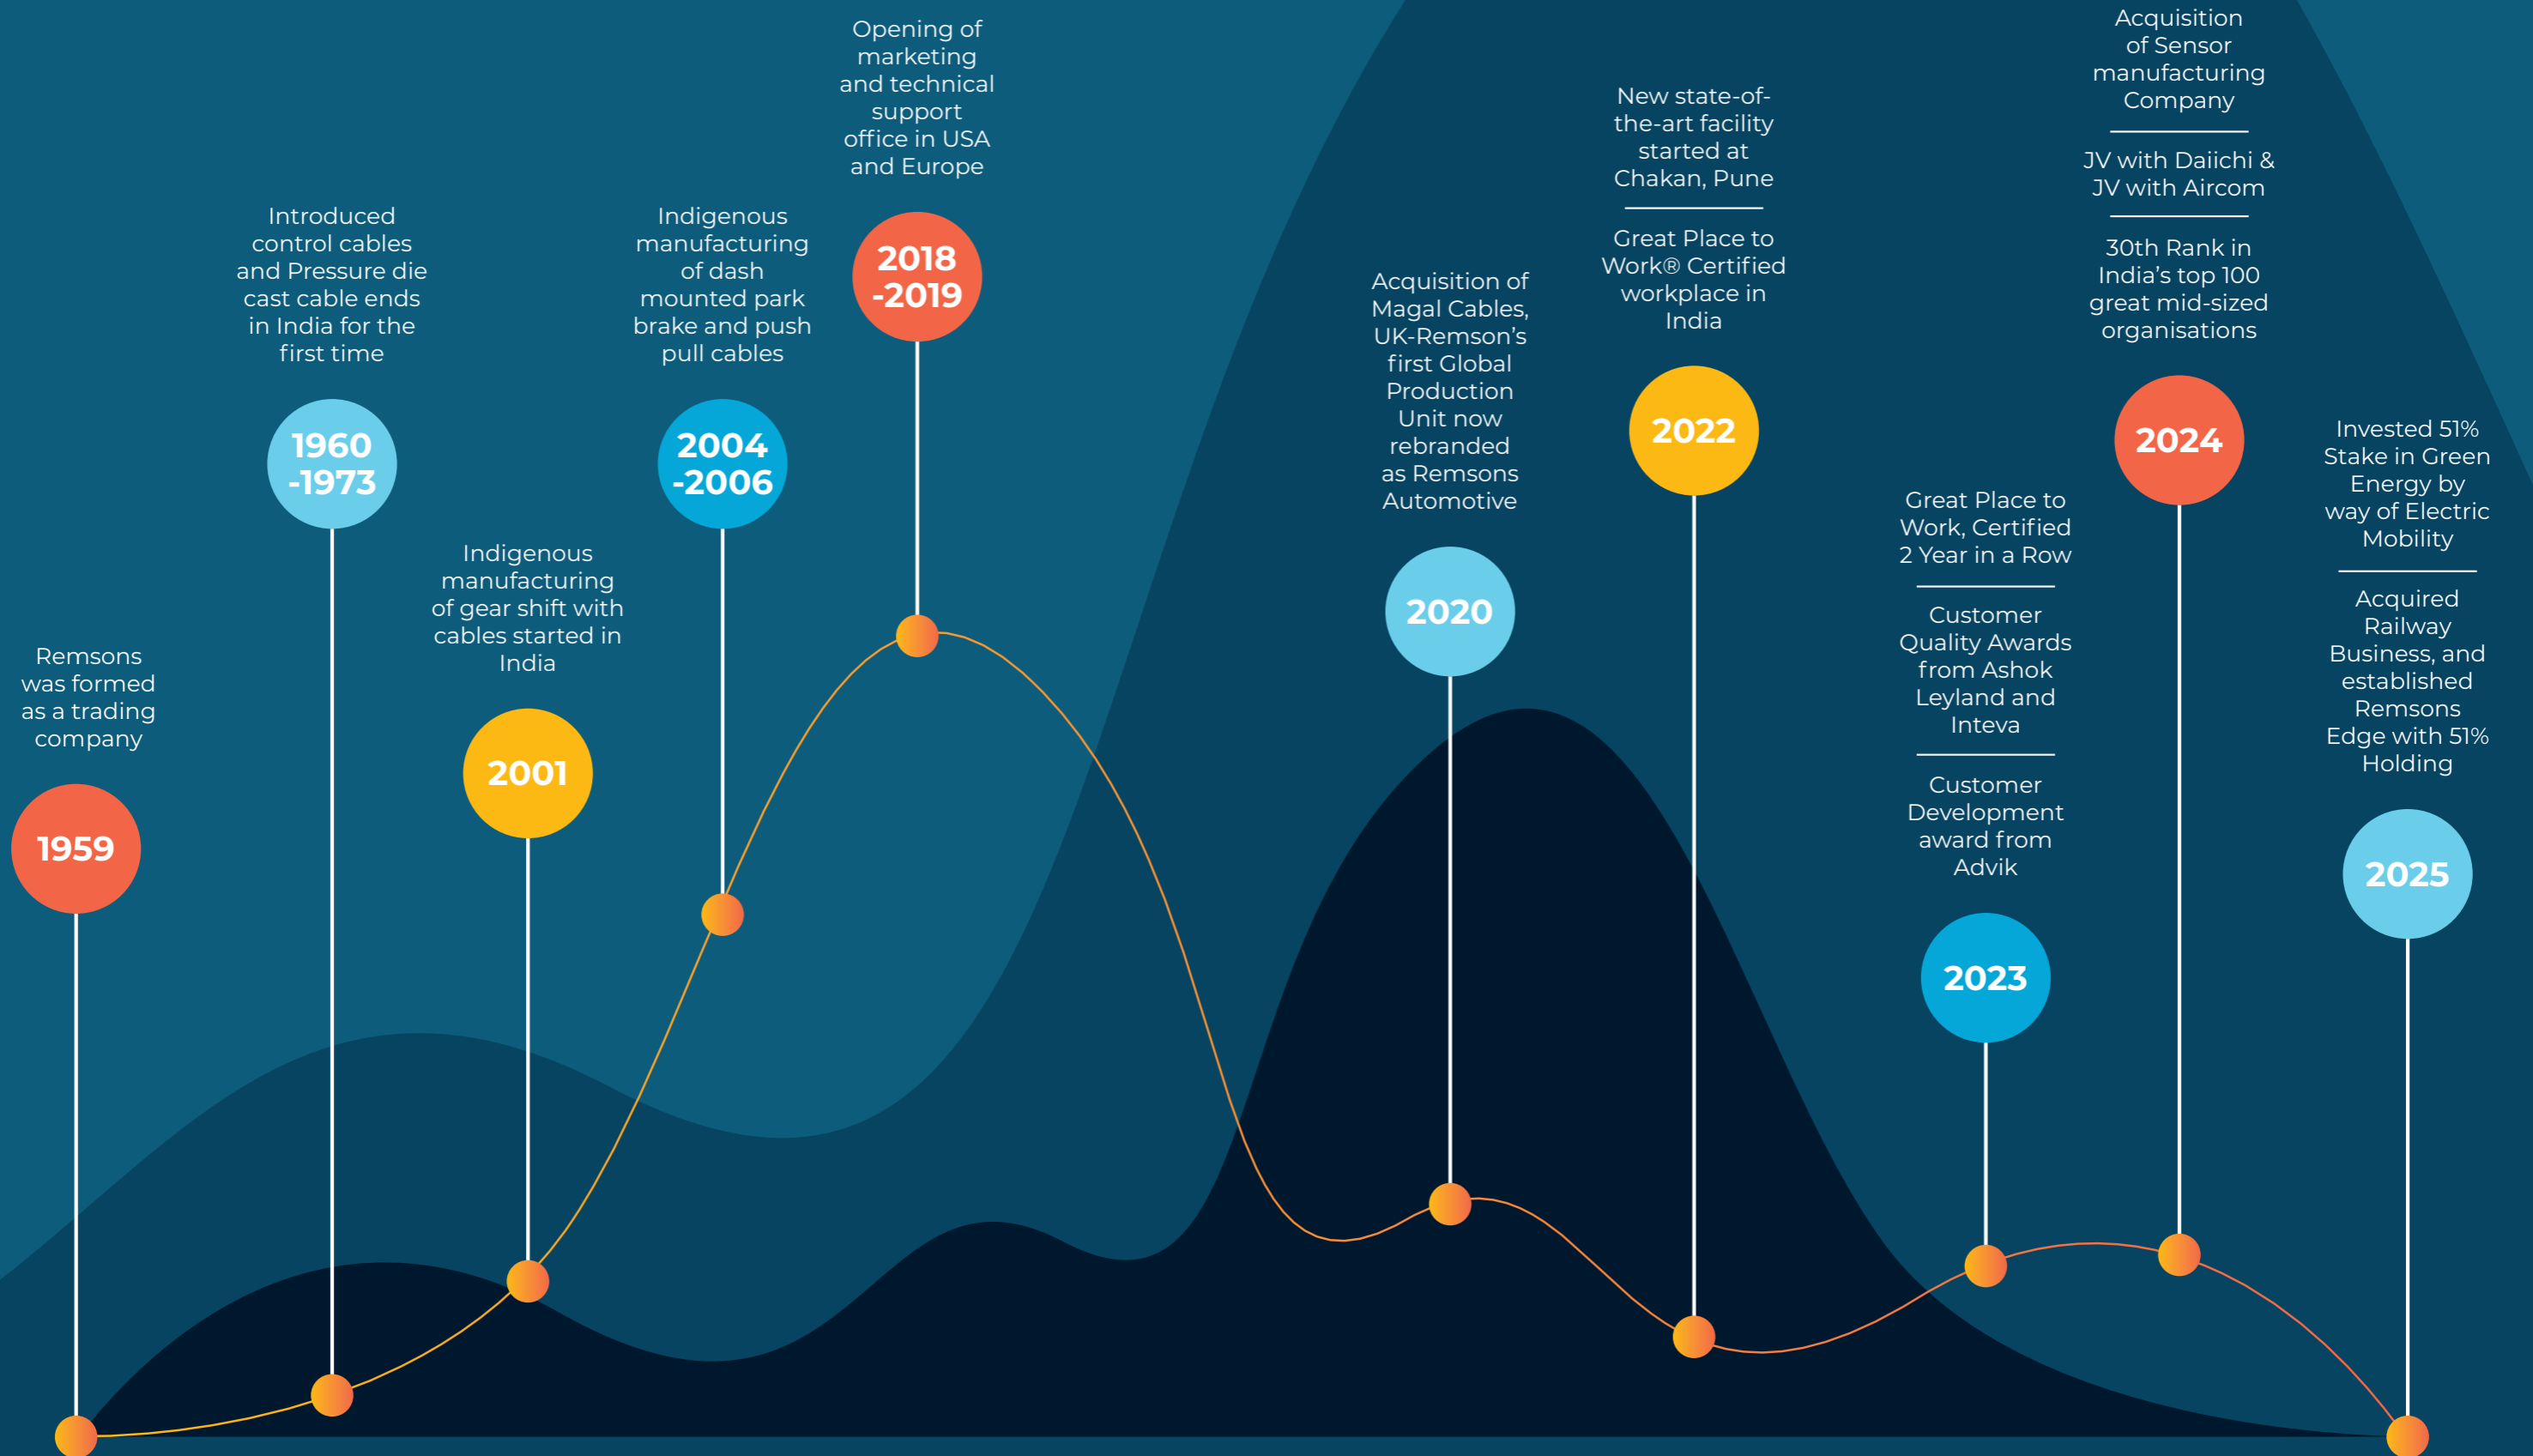 Remsons
was formed
as a trading
company
1959
Introduced
control cables
and Pressure die
cast cable ends
in India for the
first time
1960
-1973
Indigenous
manufacturing
of gear shift with
cables started in
India
2001
Indigenous
manufacturing
of dash
mounted park
brake and push
pull cables
2004
-2006
Opening of
marketing
and technical
support
office in USA
and Europe
2018
-2019
Acquisition of
Magal Cables,
UK-Remson’s
first Global
Production
Unit now
rebranded
as Remsons
Automotive
2020
New state-of-
the-art facility
started at
Chakan, Pune
Great Place to
Work® Certified
workplace in
India
2022
Great Place to
Work, Certified
2 Year in a Row
Customer
Quality Awards
from Ashok
Leyland and
Inteva
Customer
Development
award from
Advik
2023
Acquisition
of Sensor
manufacturing
Company
JV with Daiichi &
JV with Aircom
30th Rank in
India’s top 100
great mid-sized
organisations
2024
Invested 51%
Stake in Green
Energy by
way of Electric
Mobility
Acquired
Railway
Business, and
established
Remsons
Edge with 51%
Holding
2025